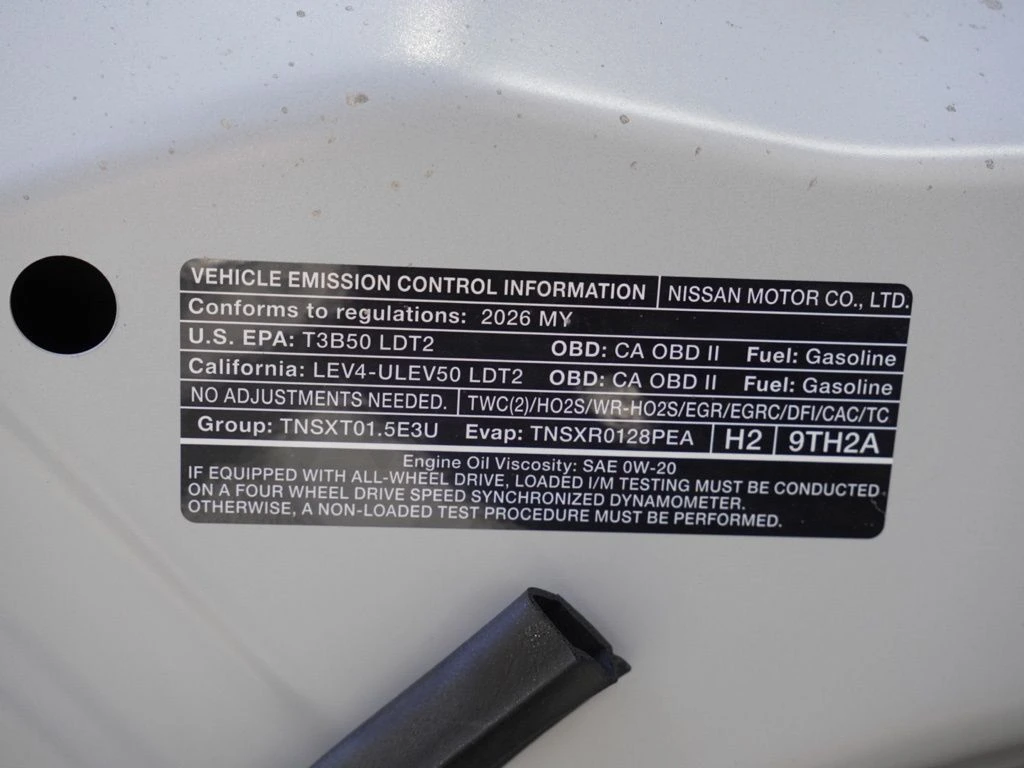 VEHICLE EMISSION CONTROL INFORMATION NISSAN MOTOR CO., LTD.
Conforms to regulations: 2026 MY
U.S. EPA: T3B50 LDT2 OBD: CA OBD II Fuel: Gasoline
California: LEV4-ULEV50 LDT2 OBD: CA OBD II Fuel: Gasoline
NO ADJUSTMENTS NEEDED. TWC(2)/HO2S/WR-HO2S/EGR/EGRC/DFI/CAC/TC
Group: TNSXT01.5E3U Evap: TNSXR0128PEA H2 9TH2A
Engine Oil Viscosity: SAE 0W-20
IF EQUIPPED WITH ALL-WHEEL DRIVE, LOADED I/M TESTING MUST BE CONDUCTED
ON A FOUR WHEEL DRIVE SPEED SYNCHRONIZED DYNAMOMETER.
OTHERWISE, A NON-LOADED TEST PROCEDURE MUST BE PERFORMED.